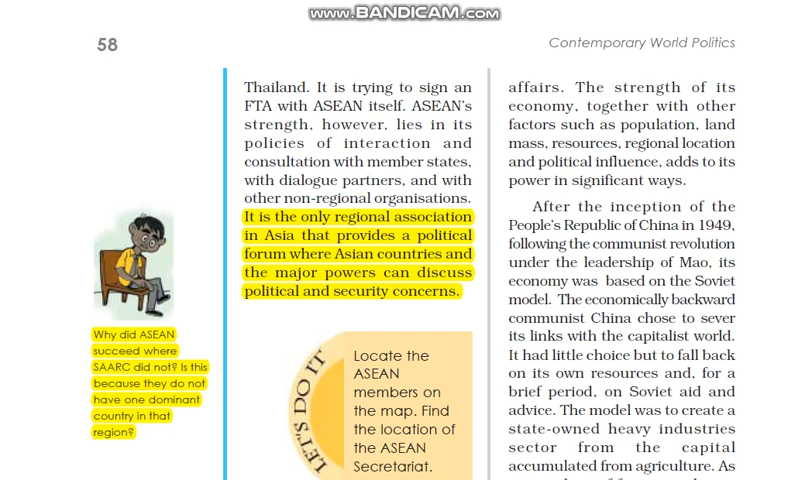 www.BANDICAM.com
58
Contemporary World Politics
Thailand. It is trying to sign an
FTA with ASEAN itself. ASEAN's
strength, however, lies in its
policies of interaction and
consultation with member states,
with dialogue partners, and with
other non-regional organisations.
It is the only regional association
in Asia that provides a political
forum where Asian countries and
the major powers can discuss
political and security concerns.
Why did ASEAN
succeed where
SAARC did not? Is this
because they do not
have one dominant
country in that
region?
LET'S DO IT
Locate the
ASEAN
members on
the map. Find
the location of
the ASEAN
Secretariat.
affairs. The strength of its
economy, together with other
factors such as population, land
mass, resources, regional location
and political influence, adds to its
power in significant ways.
After the inception of the
People's Republic of China in 1949,
following the communist revolution
under the leadership of Mao, its
economy was based on the Soviet
model. The economically backward
communist China chose to sever
its links with the capitalist world.
It had little choice but to fall back
on its own resources and, for a
brief period, on Soviet aid and
advice. The model was to create a
state-owned heavy industries
sector from the capital
accumulated from agriculture. As